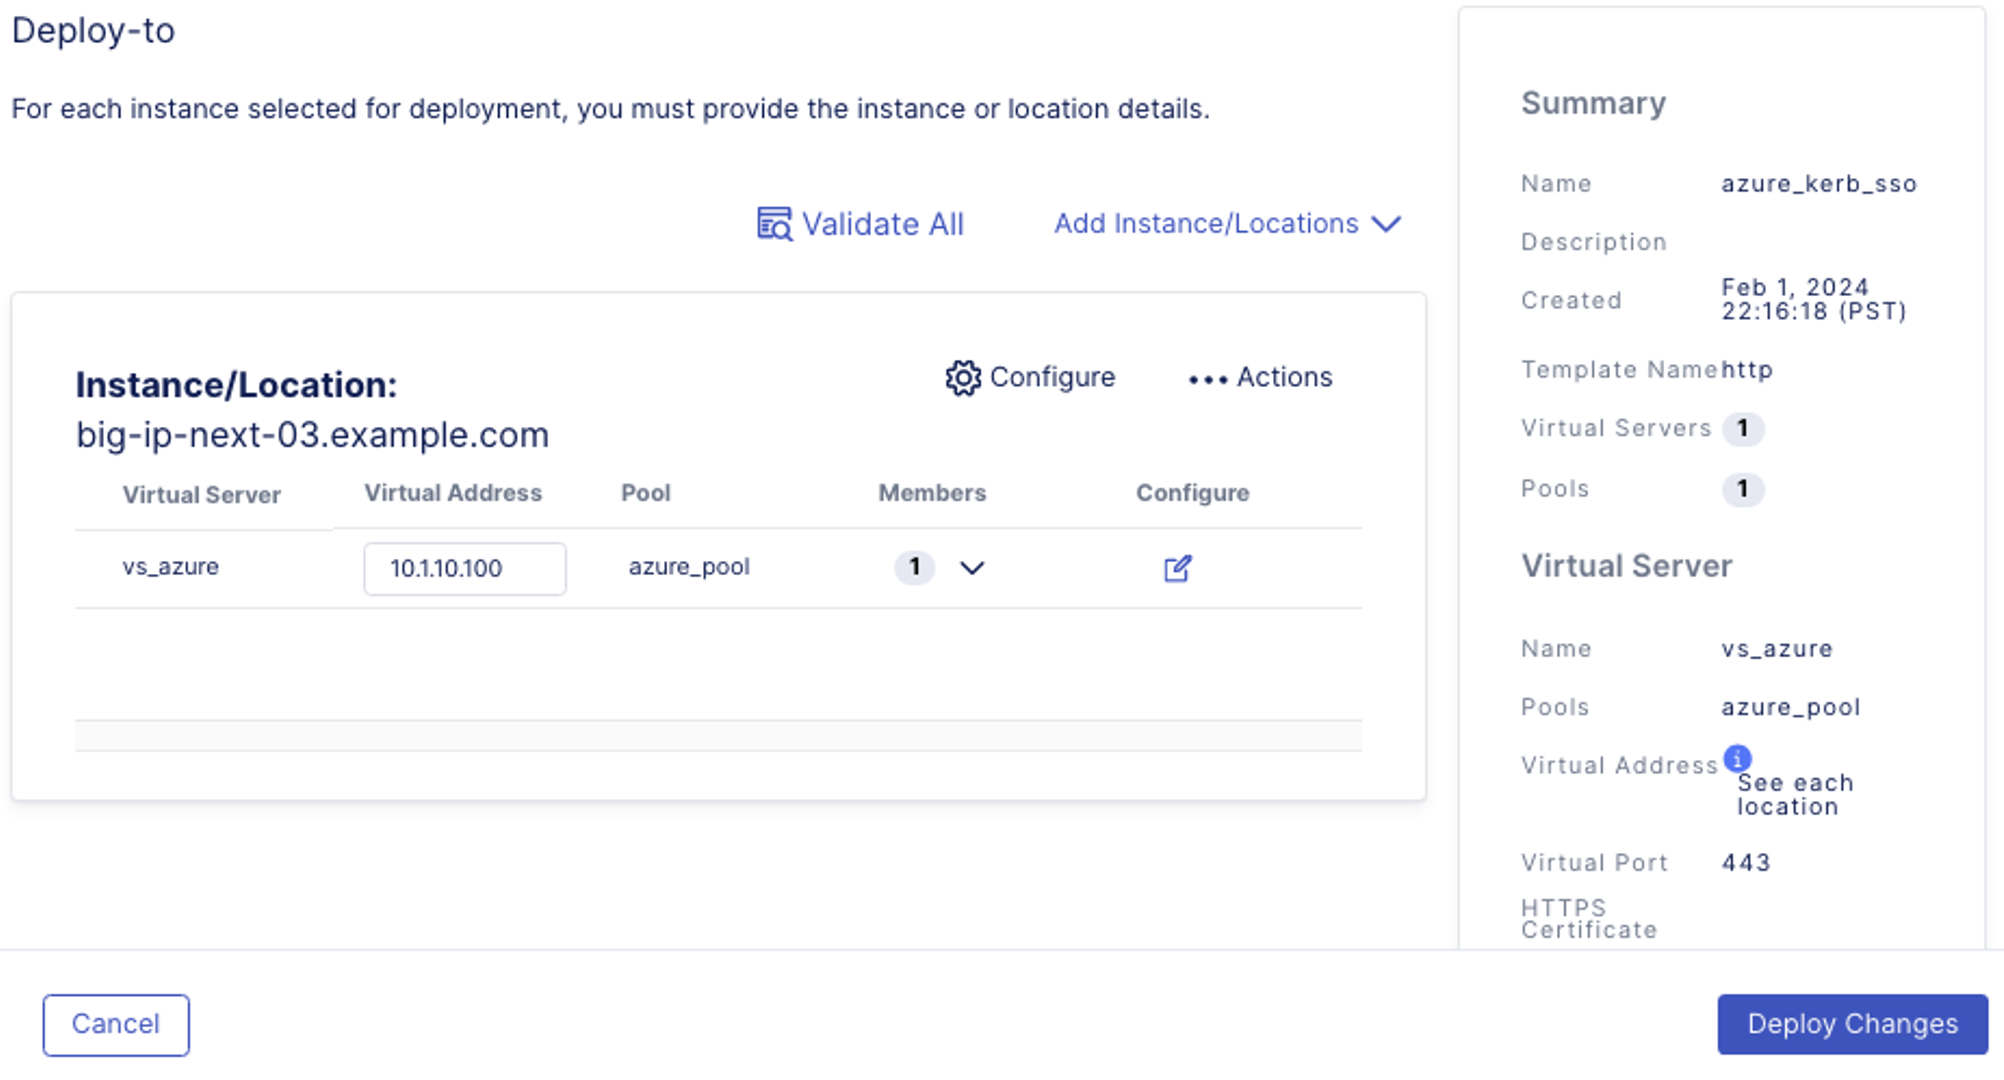 Deploy-to
For each instance selected for deployment, you must provide the instance or location details.
Validate All
Add Instance/Locations
Instance/Location:
big-ip-next-03.example.com
Configure
Actions
Virtual Server Virtual Address Pool Members Configure
vs_azure 10.1.10.100 azure_pool 1
Summary
Name azure_kerb_sso
Description
Created Feb 1, 2024
22:16:18 (PST)
Template Name http
Virtual Servers 1
Pools 1
Virtual Server
Name vs_azure
Pools azure_pool
Virtual Address i
See each
location
Virtual Port 443
HTTPS
Certificate
Cancel
Deploy Changes